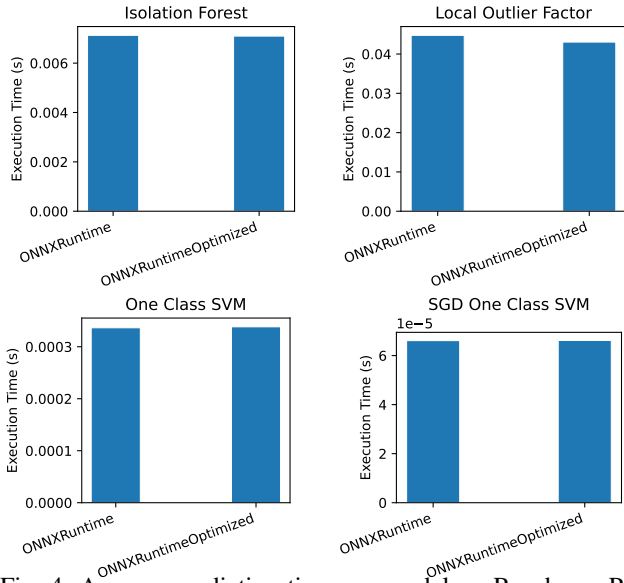 Isolation Forest
Execution Time (s)
0.006
0.004
0.002
0.000
ONNXRuntime
ONNXRuntimeOptimized
Local Outlier Factor
Execution Time (s)
0.04
0.03
0.02
0.01
0.00
ONNXRuntime
ONNXRuntimeOptimized
One Class SVM
Execution Time (s)
0.0003
0.0002
0.0001
0.0000
ONNXRuntime
ONNXRuntimeOptimized
SGD One Class SVM
1e−5
Execution Time (s)
6
4
2
0
ONNXRuntime
ONNXRuntimeOptimized